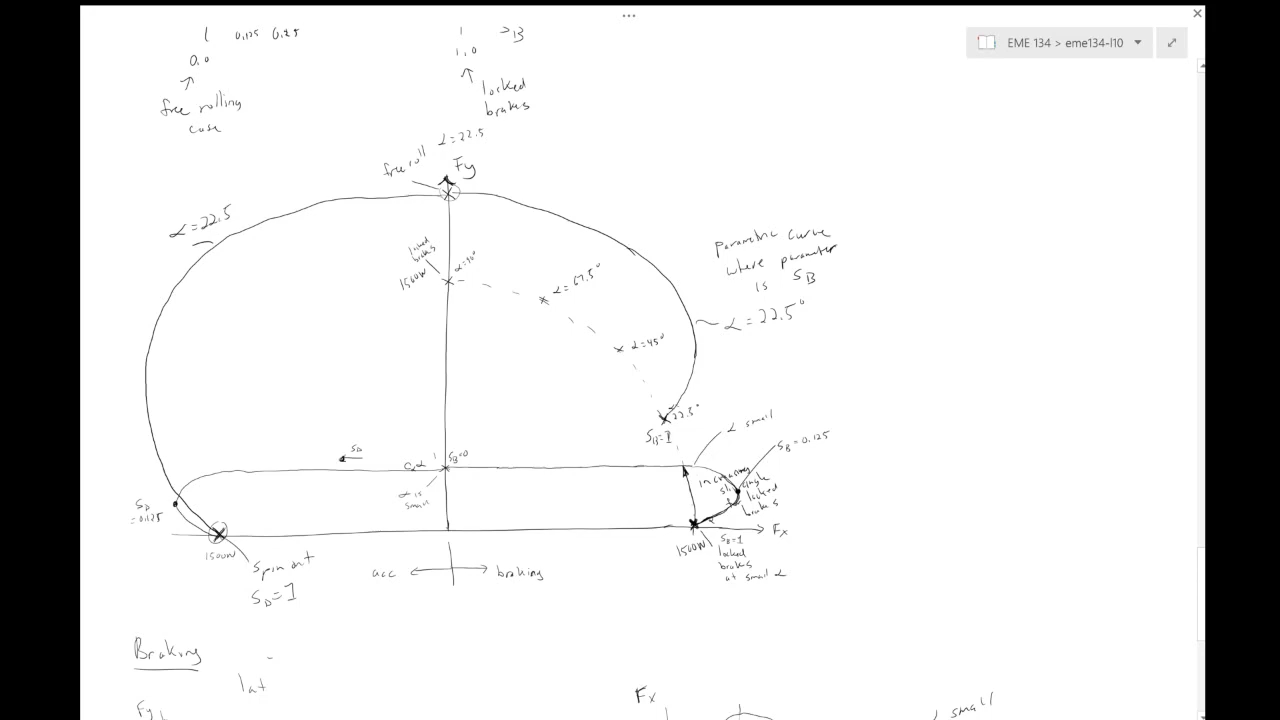 0.125 0.25
1 → B
0.0
1.0
EME 134 > eme134-l10
free rolling
case
locked
brakes
free roll
α=22.5
Fy
α=22.5
locked
brakes
1500N
α=90°
α=67.5°
parametric curve
where parameter
is SB
α=22.5°
α=45°
22.5°
SB=1
α small
SB=0.125
SD
Cα
SB=0
α is
small
increasing
slip angle
locked
brakes
SD
=0.125
Fx
1500N
1500N
SB=1
locked
brakes
at small α
spin out
SD=1
acc ← → braking
Braking
lat
Fy
Fx
α small